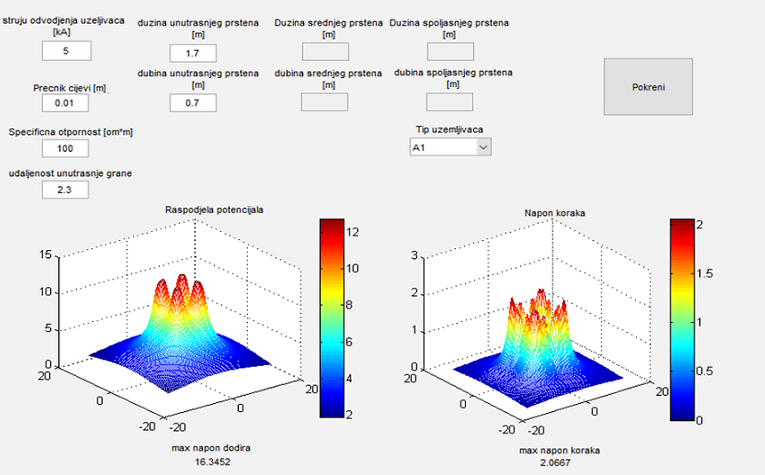 struju odvodjenja uzeljivaca
[kA]
5
duzina unutrasnjeg prstena
[m]
1.7
Duzina srednjeg prstena
[m]
Duzina spoljasnjeg prstena
[m]
Precnik cijevi [m]
0.01
dubina unutrasnjeg prstena
[m]
0.7
dubina srednjeg prstena
[m]
dubina spoljasnjeg prstena
[m]
Pokreni
Specificna otpornost [om*m]
100
Tip uzemljivaca
A1
udaljenost unutrasnje grane
2.3
Raspodjela potencijala
15
10
5
0
20
0
-20
-20
0
20
12
10
8
6
4
2
max napon dodira
16.3452
Napon koraka
3
2
1
0
20
0
-20
-20
0
20
2
1.5
1
0.5
0
max napon koraka
2.0667